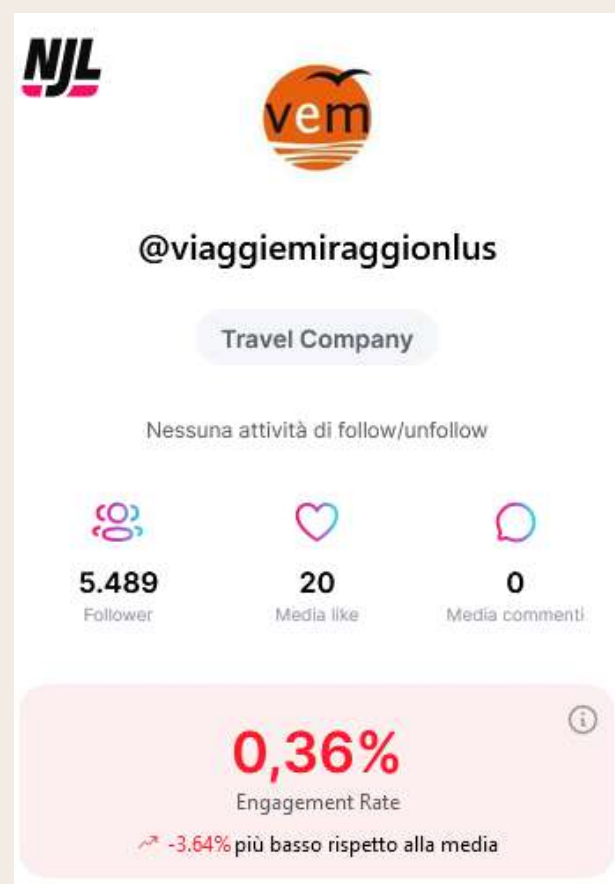 NJL
vem
@viaggiemiraggionlus
Travel Company
Nessuna attività di follow/unfollow
5.489
Follower
20
Media like
0
Media commenti
0,36%
Engagement Rate
-3.64% più basso rispetto alla media